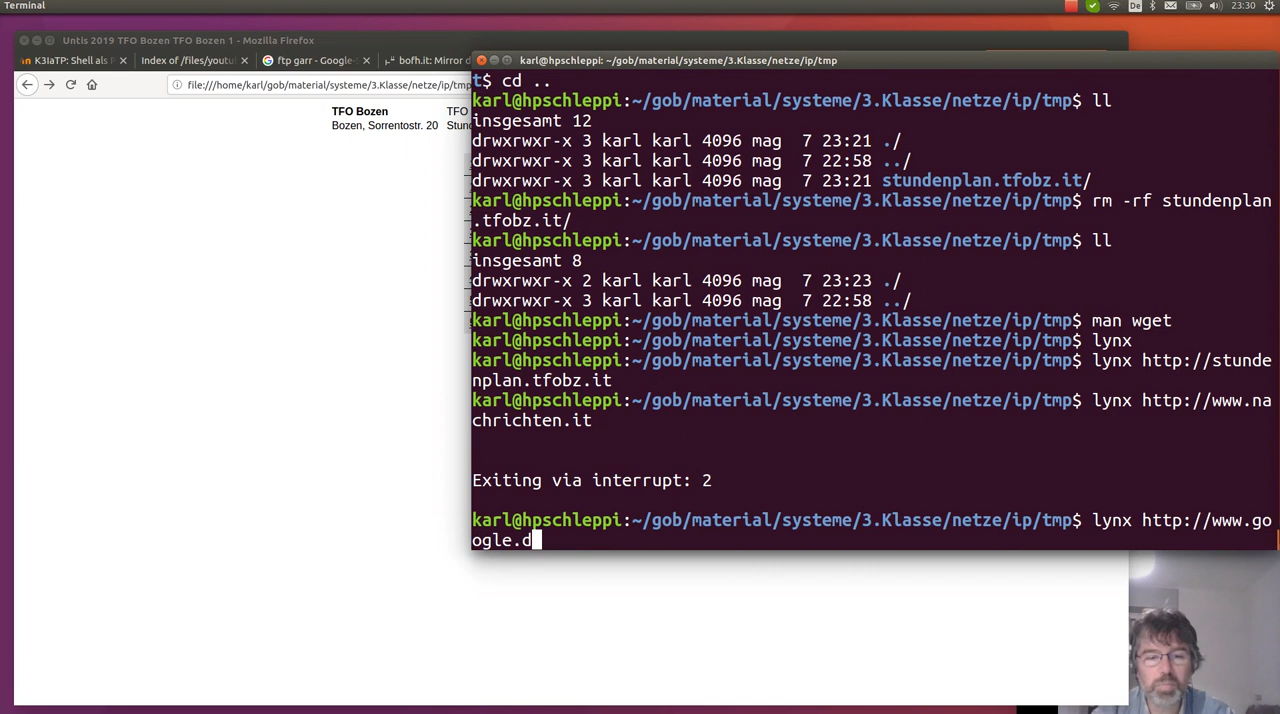 Terminal
De
23:30
Untis 2019 TFO Bozen TFO Bozen 1 - Mozilla Firefox
K3IaTP: Shell als F
Index of /files/youtu
ftp garr - Google-S
bofh.it: Mirror d
file:///home/karl/gob/material/systeme/3.Klasse/netze/ip/tmp
TFO Bozen
TFO
Bozen, Sorrentostr. 20
Stun
karl@hpschleppi: ~/gob/material/systeme/3.Klasse/netze/ip/tmp
t$ cd ..
karl@hpschleppi:~/gob/material/systeme/3.Klasse/netze/ip/tmp$ ll
insgesamt 12
drwxrwxr-x 3 karl karl 4096 mag  7 23:21 ./
drwxrwxr-x 3 karl karl 4096 mag  7 22:58 ../
drwxrwxr-x 3 karl karl 4096 mag  7 23:21 stundenplan.tfobz.it/
karl@hpschleppi:~/gob/material/systeme/3.Klasse/netze/ip/tmp$ rm -rf stundenplan
.tfobz.it/
karl@hpschleppi:~/gob/material/systeme/3.Klasse/netze/ip/tmp$ ll
insgesamt 8
drwxrwxr-x 2 karl karl 4096 mag  7 23:23 ./
drwxrwxr-x 3 karl karl 4096 mag  7 22:58 ../
karl@hpschleppi:~/gob/material/systeme/3.Klasse/netze/ip/tmp$ man wget
karl@hpschleppi:~/gob/material/systeme/3.Klasse/netze/ip/tmp$ lynx
karl@hpschleppi:~/gob/material/systeme/3.Klasse/netze/ip/tmp$ lynx http://stunde
nplan.tfobz.it
karl@hpschleppi:~/gob/material/systeme/3.Klasse/netze/ip/tmp$ lynx http://www.na
chrichten.it
Exiting via interrupt: 2
karl@hpschleppi:~/gob/material/systeme/3.Klasse/netze/ip/tmp$ lynx http://www.go
ogle.d